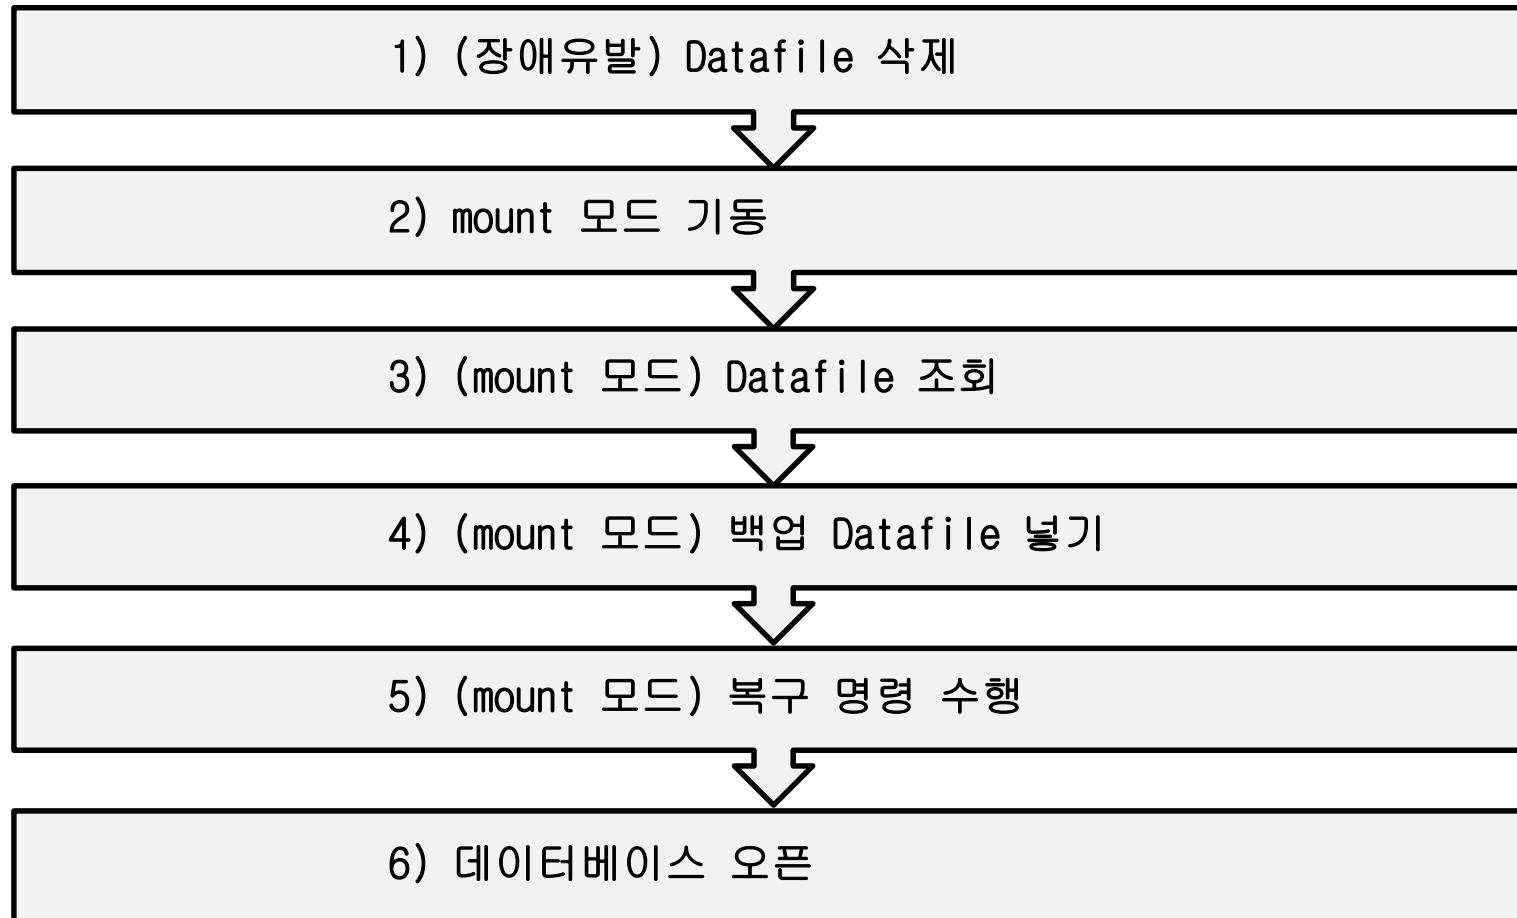 1) (장애유발) Datafile 삭제
2) mount 모드 기동
3) (mount 모드) Datafile 조회
4) (mount 모드) 백업 Datafile 넣기
5) (mount 모드) 복구 명령 수행
6) 데이터베이스 오픈